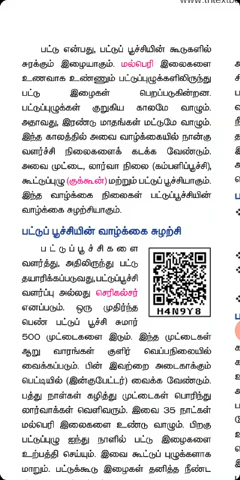 பட்டு என்பது, பட்டுப் பூச்சியின் கூடுகளில்
சுரக்கும் இழையாகும். மல்பெரி இலைகளை
உணவாக உண்ணும் பட்டுப்புழுக்களிலிருந்து
பட்டு இழைகள் பெறப்படுகின்றன.
பட்டுப்புழுக்கள் குறுகிய காலமே வாழும்.
அதாவது, இரண்டு மாதங்கள் மட்டுமே வாழும்.
இந்த காலத்தில் அவை வாழ்க்கையில் நான்கு
வளர்ச்சி நிலைகளைக் கடக்க வேண்டும்.
அவை முட்டை, லார்வா நிலை (கம்பளிப்பூச்சி),
கூட்டுப்புழு (குக்கூன்) மற்றும் பட்டுப் பூச்சியாகும்.
இந்த வாழ்க்கை நிலைகள் பட்டுப்பூச்சியின்
வாழ்க்கை சுழற்சியாகும்.
பட்டுப் பூச்சியின் வாழ்க்கை சுழற்சி
பட்டுப்பூச்சிகளை
வளர்த்து, அதிலிருந்து பட்டு
தயாரிக்கப்படுவது, பட்டுப்பூச்சி
வளர்ப்பு அல்லது செரிகல்சர்
எனப்படும். ஒரு முதிர்ந்த
பெண் பட்டுப் பூச்சி சுமார்
H4N9Y8
500 முட்டைகளை இடும். இந்த முட்டைகள்
ஆறு வாரங்கள் குளிர் வெப்பநிலையில்
வைக்கப்படும். பின் இவற்றை அடைகாக்கும்
பெட்டியில் (இன்குபேட்டர்) வைக்க வேண்டும்.
பத்து நாள்கள் கழித்து முட்டைகள் பொரிந்து
லார்வாக்கள் வெளிவரும். இவை 35 நாட்கள்
மல்பெரி இலைகளை உண்டு வாழும். பிறகு
பட்டுப்புழு ஐந்து நாளில் பட்டு இழைகளை
உற்பத்தி செய்யும். இவை கூட்டுப் புழுக்களாக
மாறும். பட்டுக்கூடு இழைகள் தனித்த நீண்ட